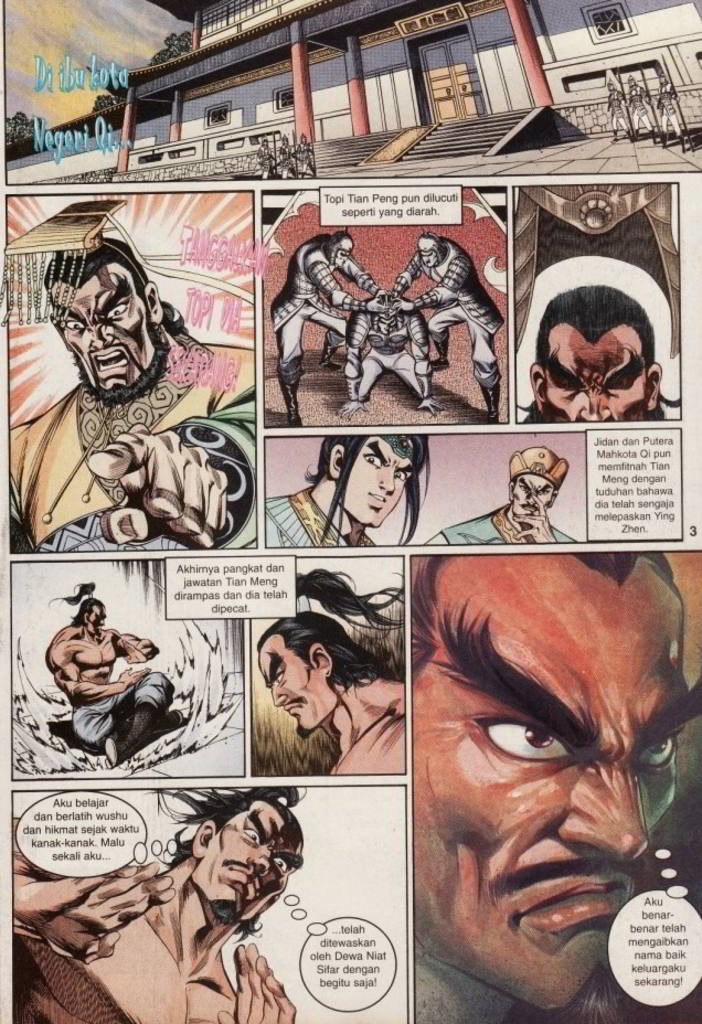 Di ibu kota
Negeri Qi...
TANGGALKAN
TOPI DIA
SEKARANG!
Topi Tian Peng pun dilucuti
seperti yang diarah.
Jidan dan Putera
Mahkota Qi pun
memfitnah Tian
Meng dengan
tuduhan bahawa
dia telah sengaja
melepaskan Ying
Zhen.
3
Akhirnya pangkat dan
jawatan Tian Meng
dirampas dan dia telah
dipecat.
Aku belajar
dan berlatih wushu
dan hikmat sejak waktu
kanak-kanak. Malu
sekali aku...
...telah
ditewaskan
oleh Dewa Niat
Sifar dengan
begitu saja!
Aku
benar-
benar telah
mengaibkan
nama baik
keluargaku
sekarang!